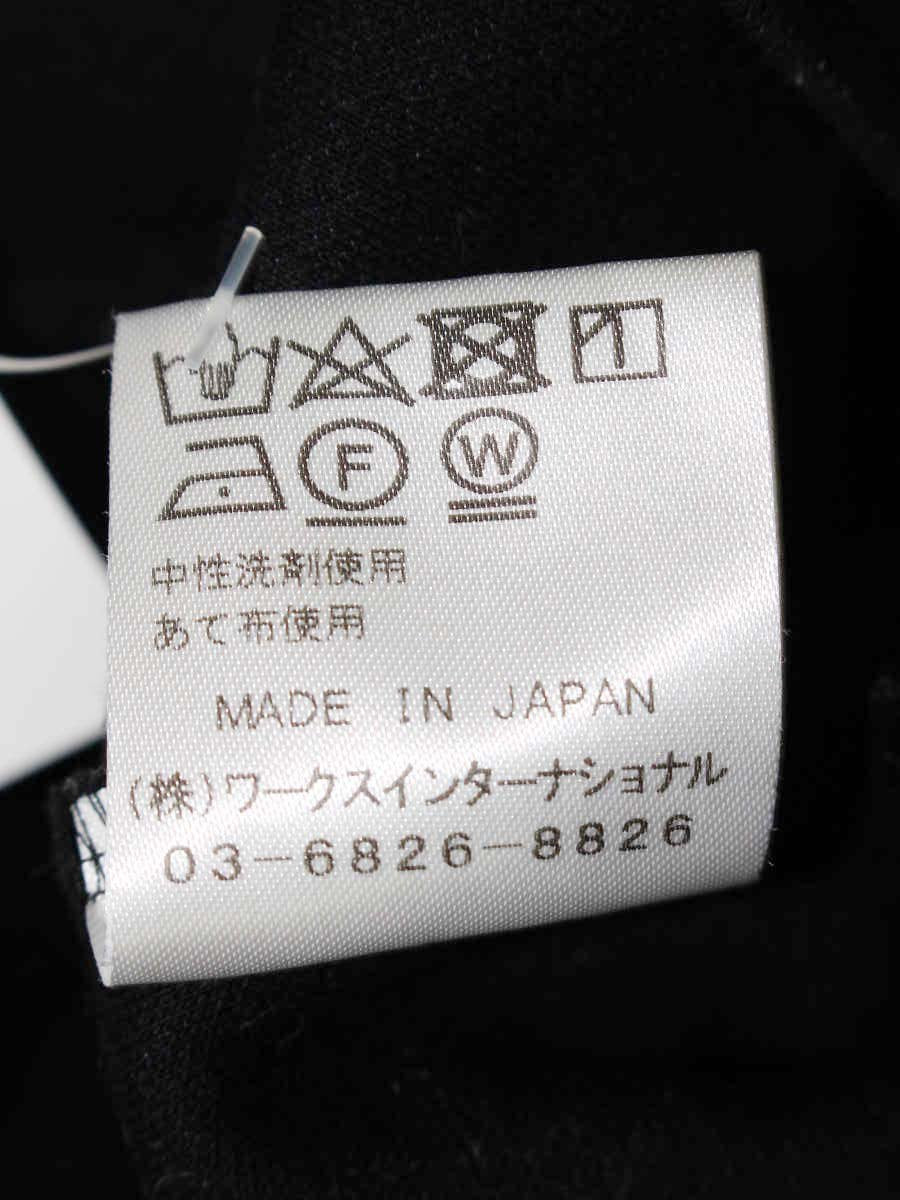 F W
中性洗剤使用
あて布使用
MADE IN JAPAN
(株)ワークスインターナショナル
03-6826-8826